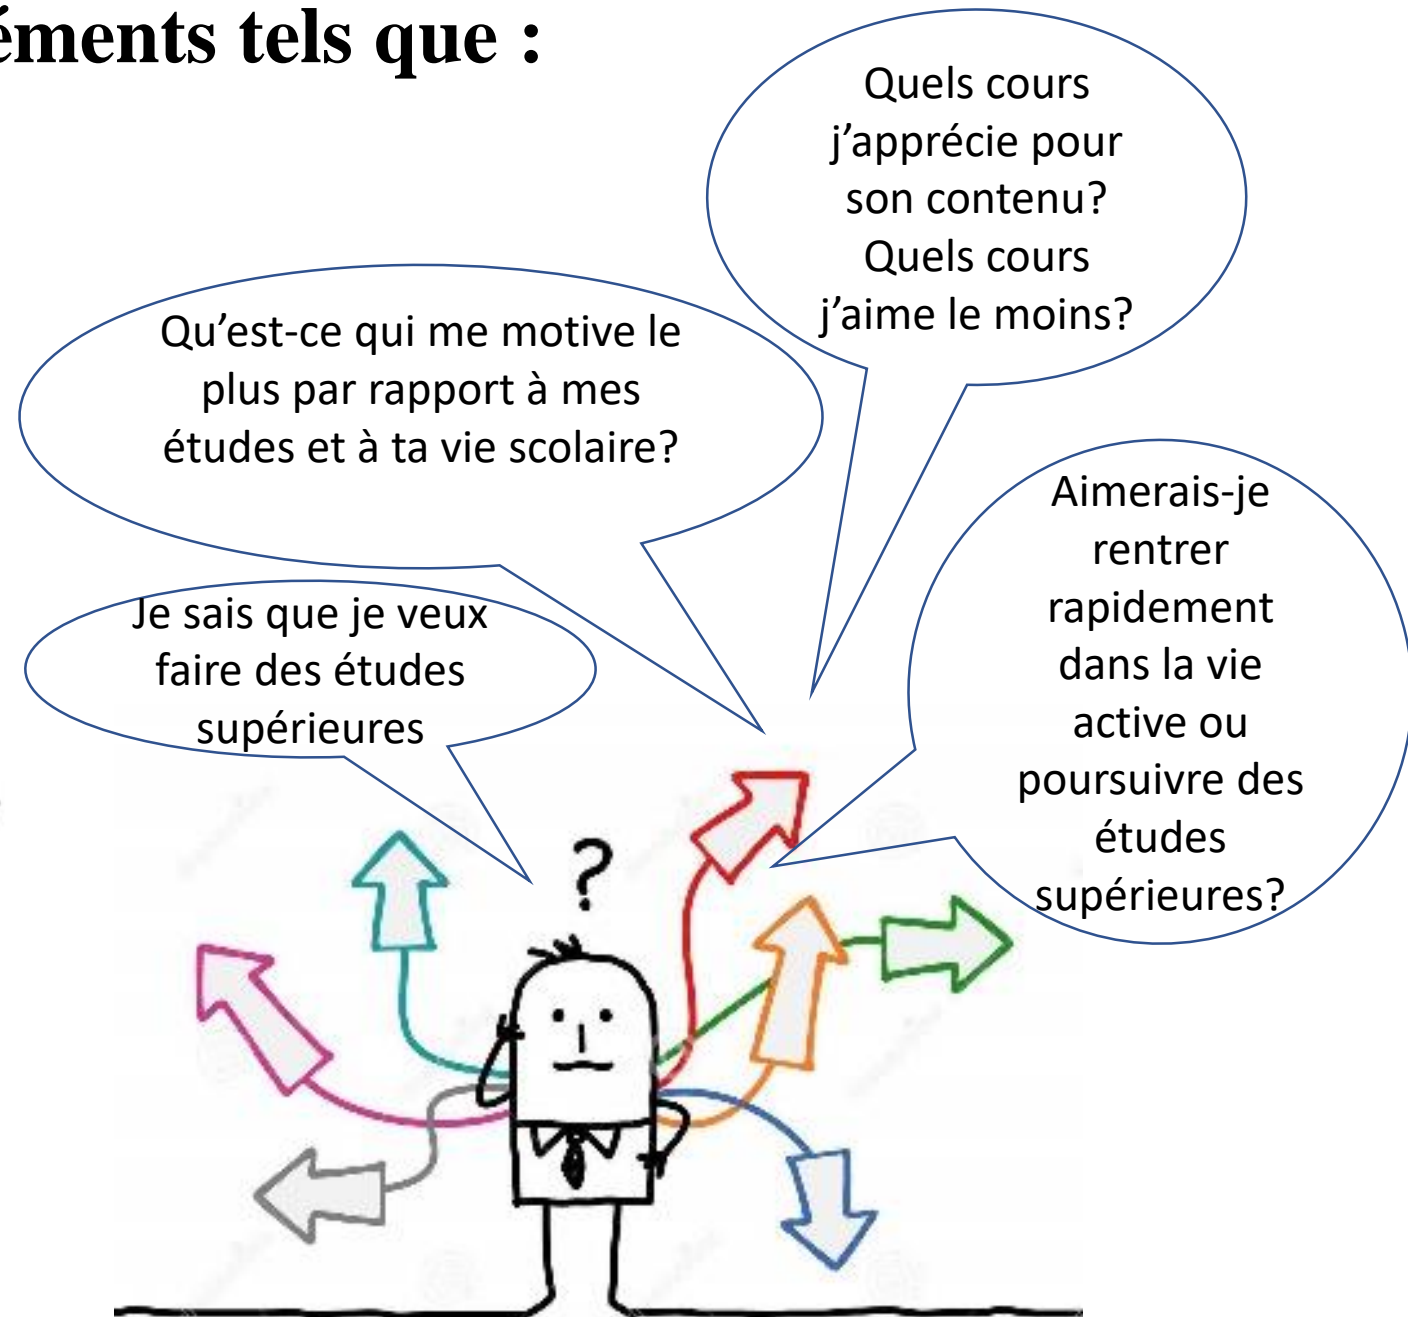 éments tels que :
Quels cours
j’apprécie pour
son contenu?
Quels cours
j’aime le moins?
Qu’est-ce qui me motive le
plus par rapport à mes
études et à ta vie scolaire?
Je sais que je veux
faire des études
supérieures
Aimerais-je
rentrer
rapidement
dans la vie
active ou
poursuivre des
études
supérieures?
?